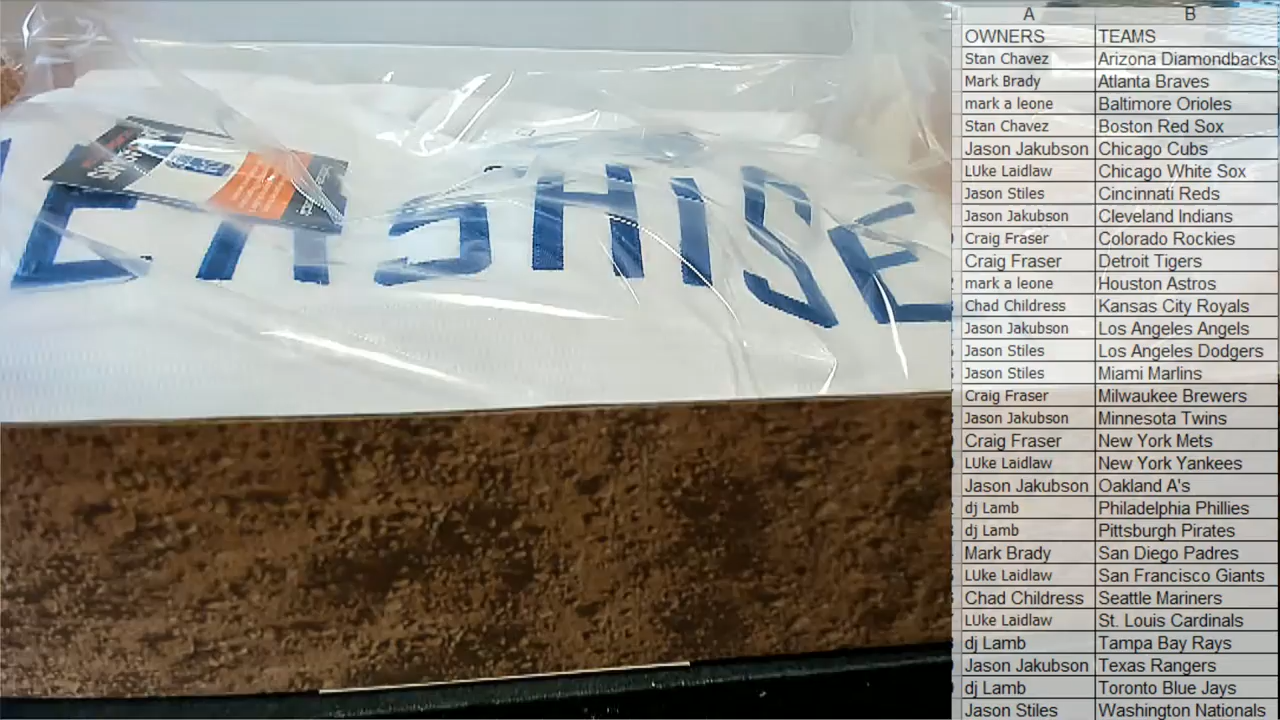 EASHISE
A B
OWNERS TEAMS
Stan Chavez Arizona Diamondbacks
Mark Brady Atlanta Braves
mark a leone Baltimore Orioles
Stan Chavez Boston Red Sox
Jason Jakubson Chicago Cubs
LUke Laidlaw Chicago White Sox
Jason Stiles Cincinnati Reds
Jason Jakubson Cleveland Indians
Craig Fraser Colorado Rockies
Craig Fraser Detroit Tigers
mark a leone Houston Astros
Chad Childress Kansas City Royals
Jason Jakubson Los Angeles Angels
Jason Stiles Los Angeles Dodgers
Jason Stiles Miami Marlins
Craig Fraser Milwaukee Brewers
Jason Jakubson Minnesota Twins
Craig Fraser New York Mets
LUke Laidlaw New York Yankees
Jason Jakubson Oakland A's
dj Lamb Philadelphia Phillies
dj Lamb Pittsburgh Pirates
Mark Brady San Diego Padres
LUke Laidlaw San Francisco Giants
Chad Childress Seattle Mariners
LUke Laidlaw St. Louis Cardinals
dj Lamb Tampa Bay Rays
Jason Jakubson Texas Rangers
dj Lamb Toronto Blue Jays
Jason Stiles Washington Nationals